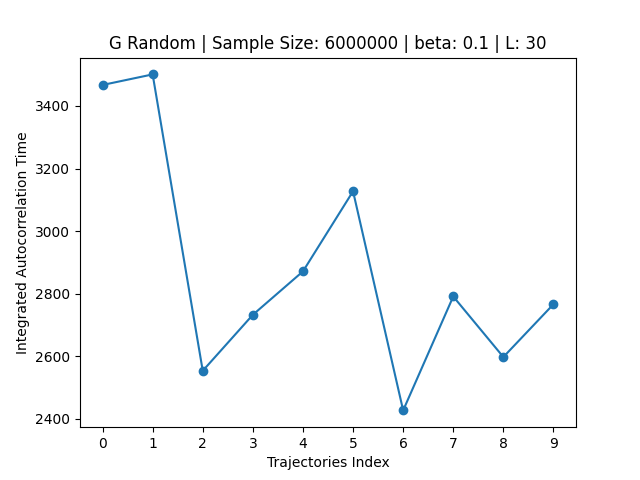 G Random | Sample Size: 6000000 | beta: 0.1 | L: 30
Integrated Autocorrelation Time
3400
3200
3000
2800
2600
2400
0 1 2 3 4 5 6 7 8 9
Trajectories Index